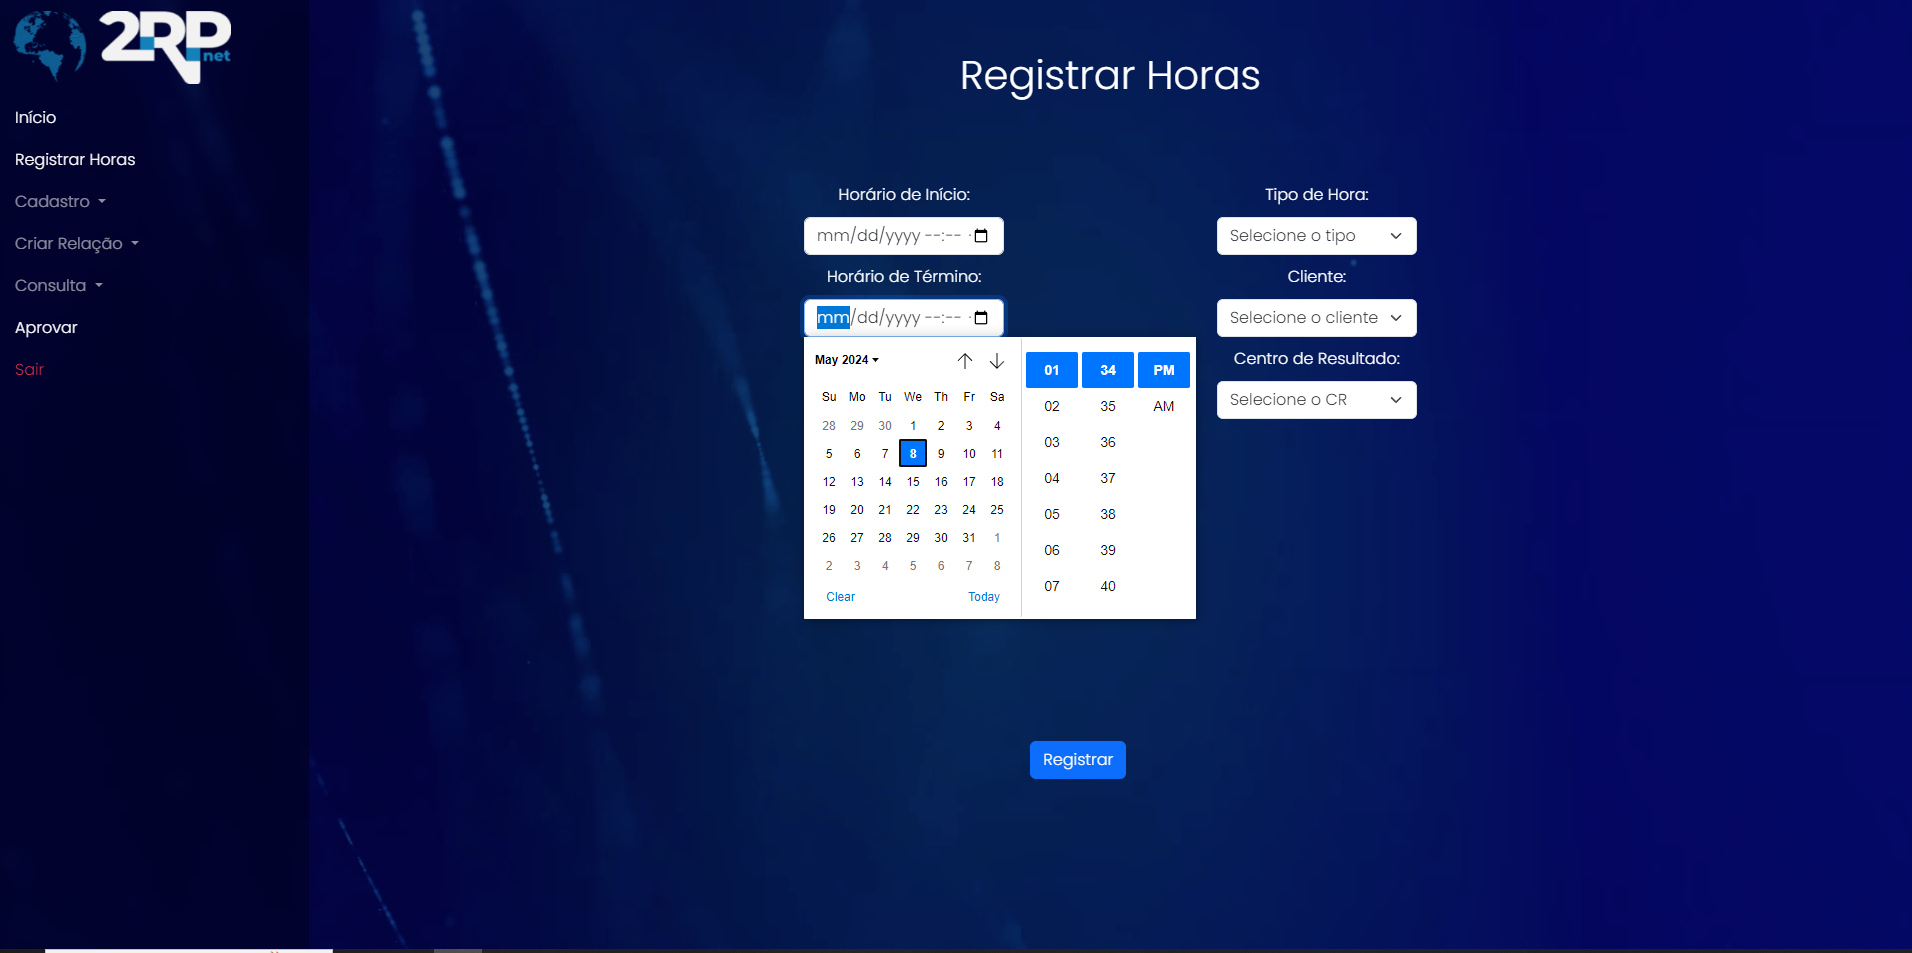 2RP
net
Início
Registrar Horas
Cadastro
Criar Relação
Consulta
Aprovar
Sair
Registrar Horas
Horário de Início:
mm/dd/yyyy --:-- -
Horário de Término:
mm/dd/yyyy --:-- -
May 2024
Su Mo Tu We Th Fr Sa
28 29 30 1 2 3 4
5 6 7 8 9 10 11
12 13 14 15 16 17 18
19 20 21 22 23 24 25
26 27 28 29 30 31 1
2 3 4 5 6 7 8
Clear Today
01 34 PM
02 35 AM
03 36
04 37
05 38
06 39
07 40
Tipo de Hora:
Selecione o tipo
Cliente:
Selecione o cliente
Centro de Resultado:
Selecione o CR
Registrar